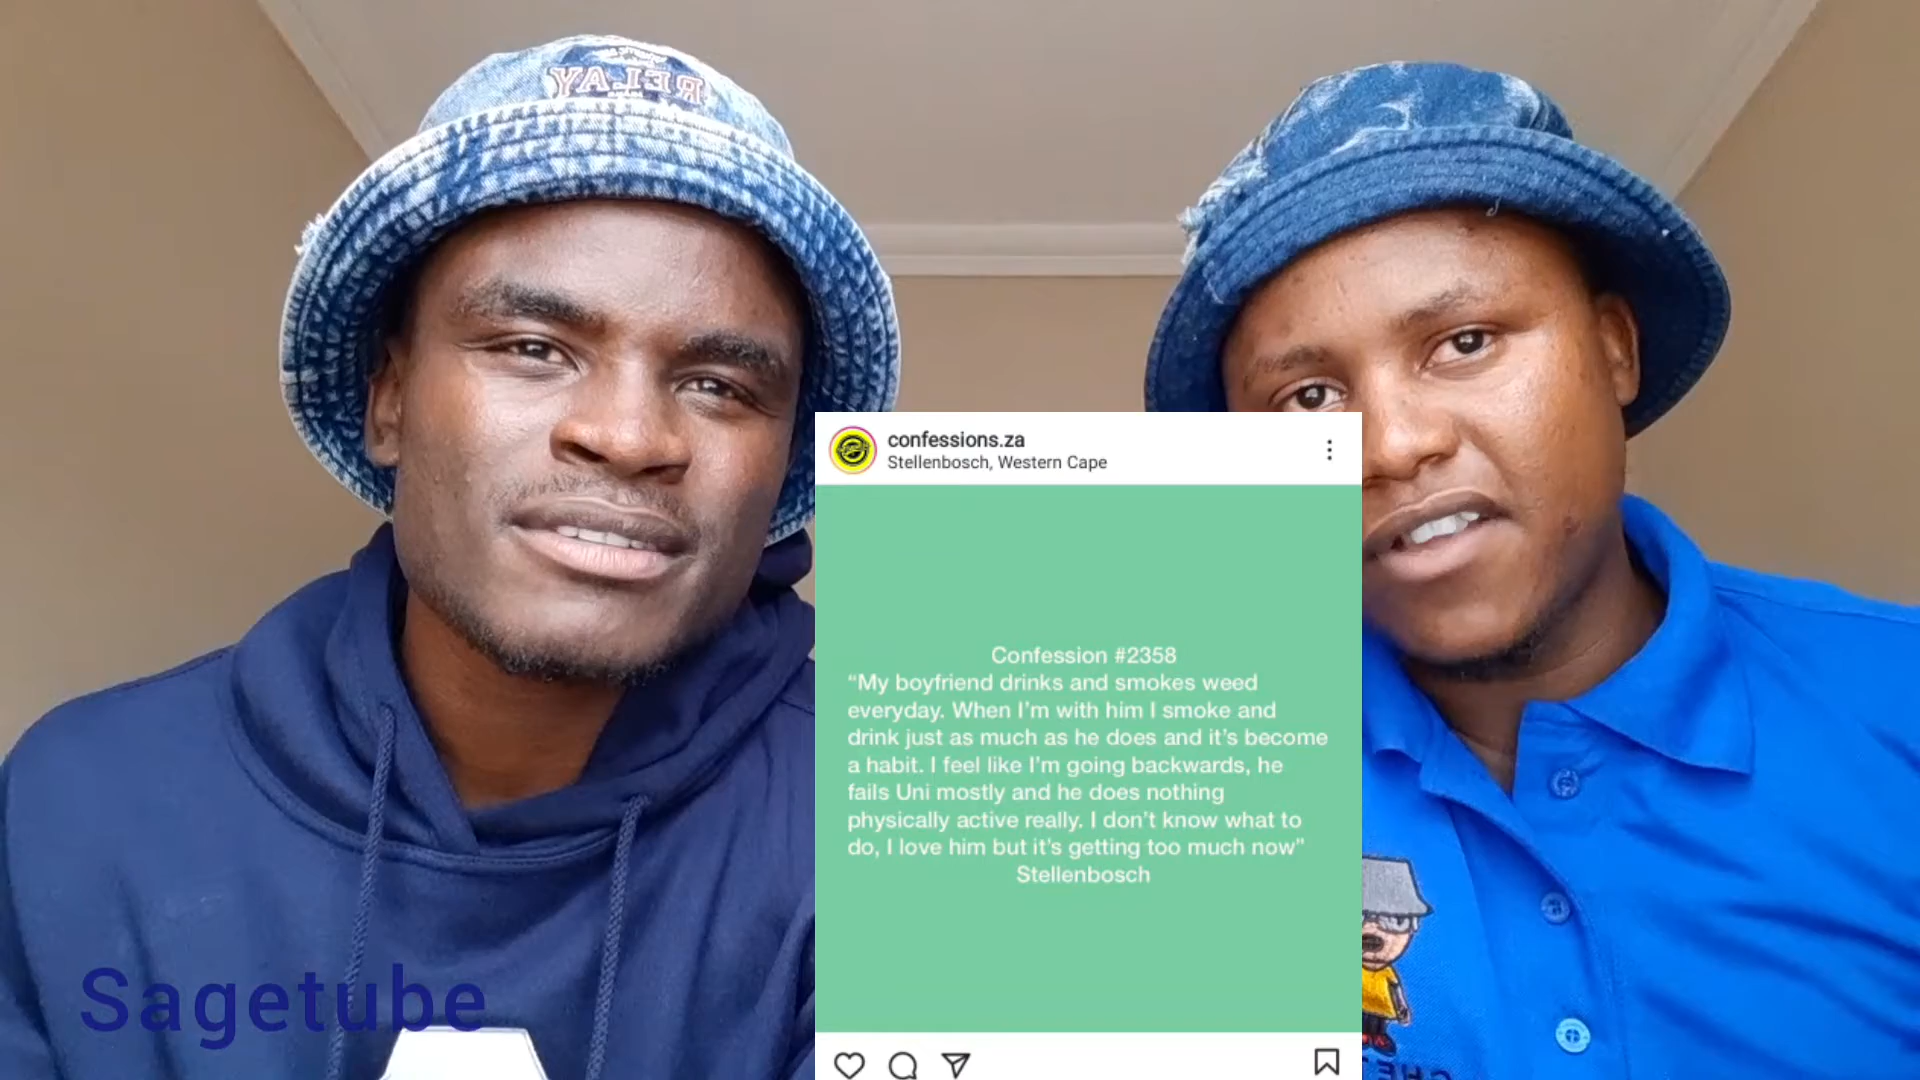 RELAY
confessions.za
Stellenbosch, Western Cape
Confession #2358
“My boyfriend drinks and smokes weed
everyday. When I’m with him I smoke and
drink just as much as he does and it’s become
a habit. I feel like I’m going backwards, he
fails Uni mostly and he does nothing
physically active really. I don’t know what to
do, I love him but it’s getting too much now”
Stellenbosch
Sagetube